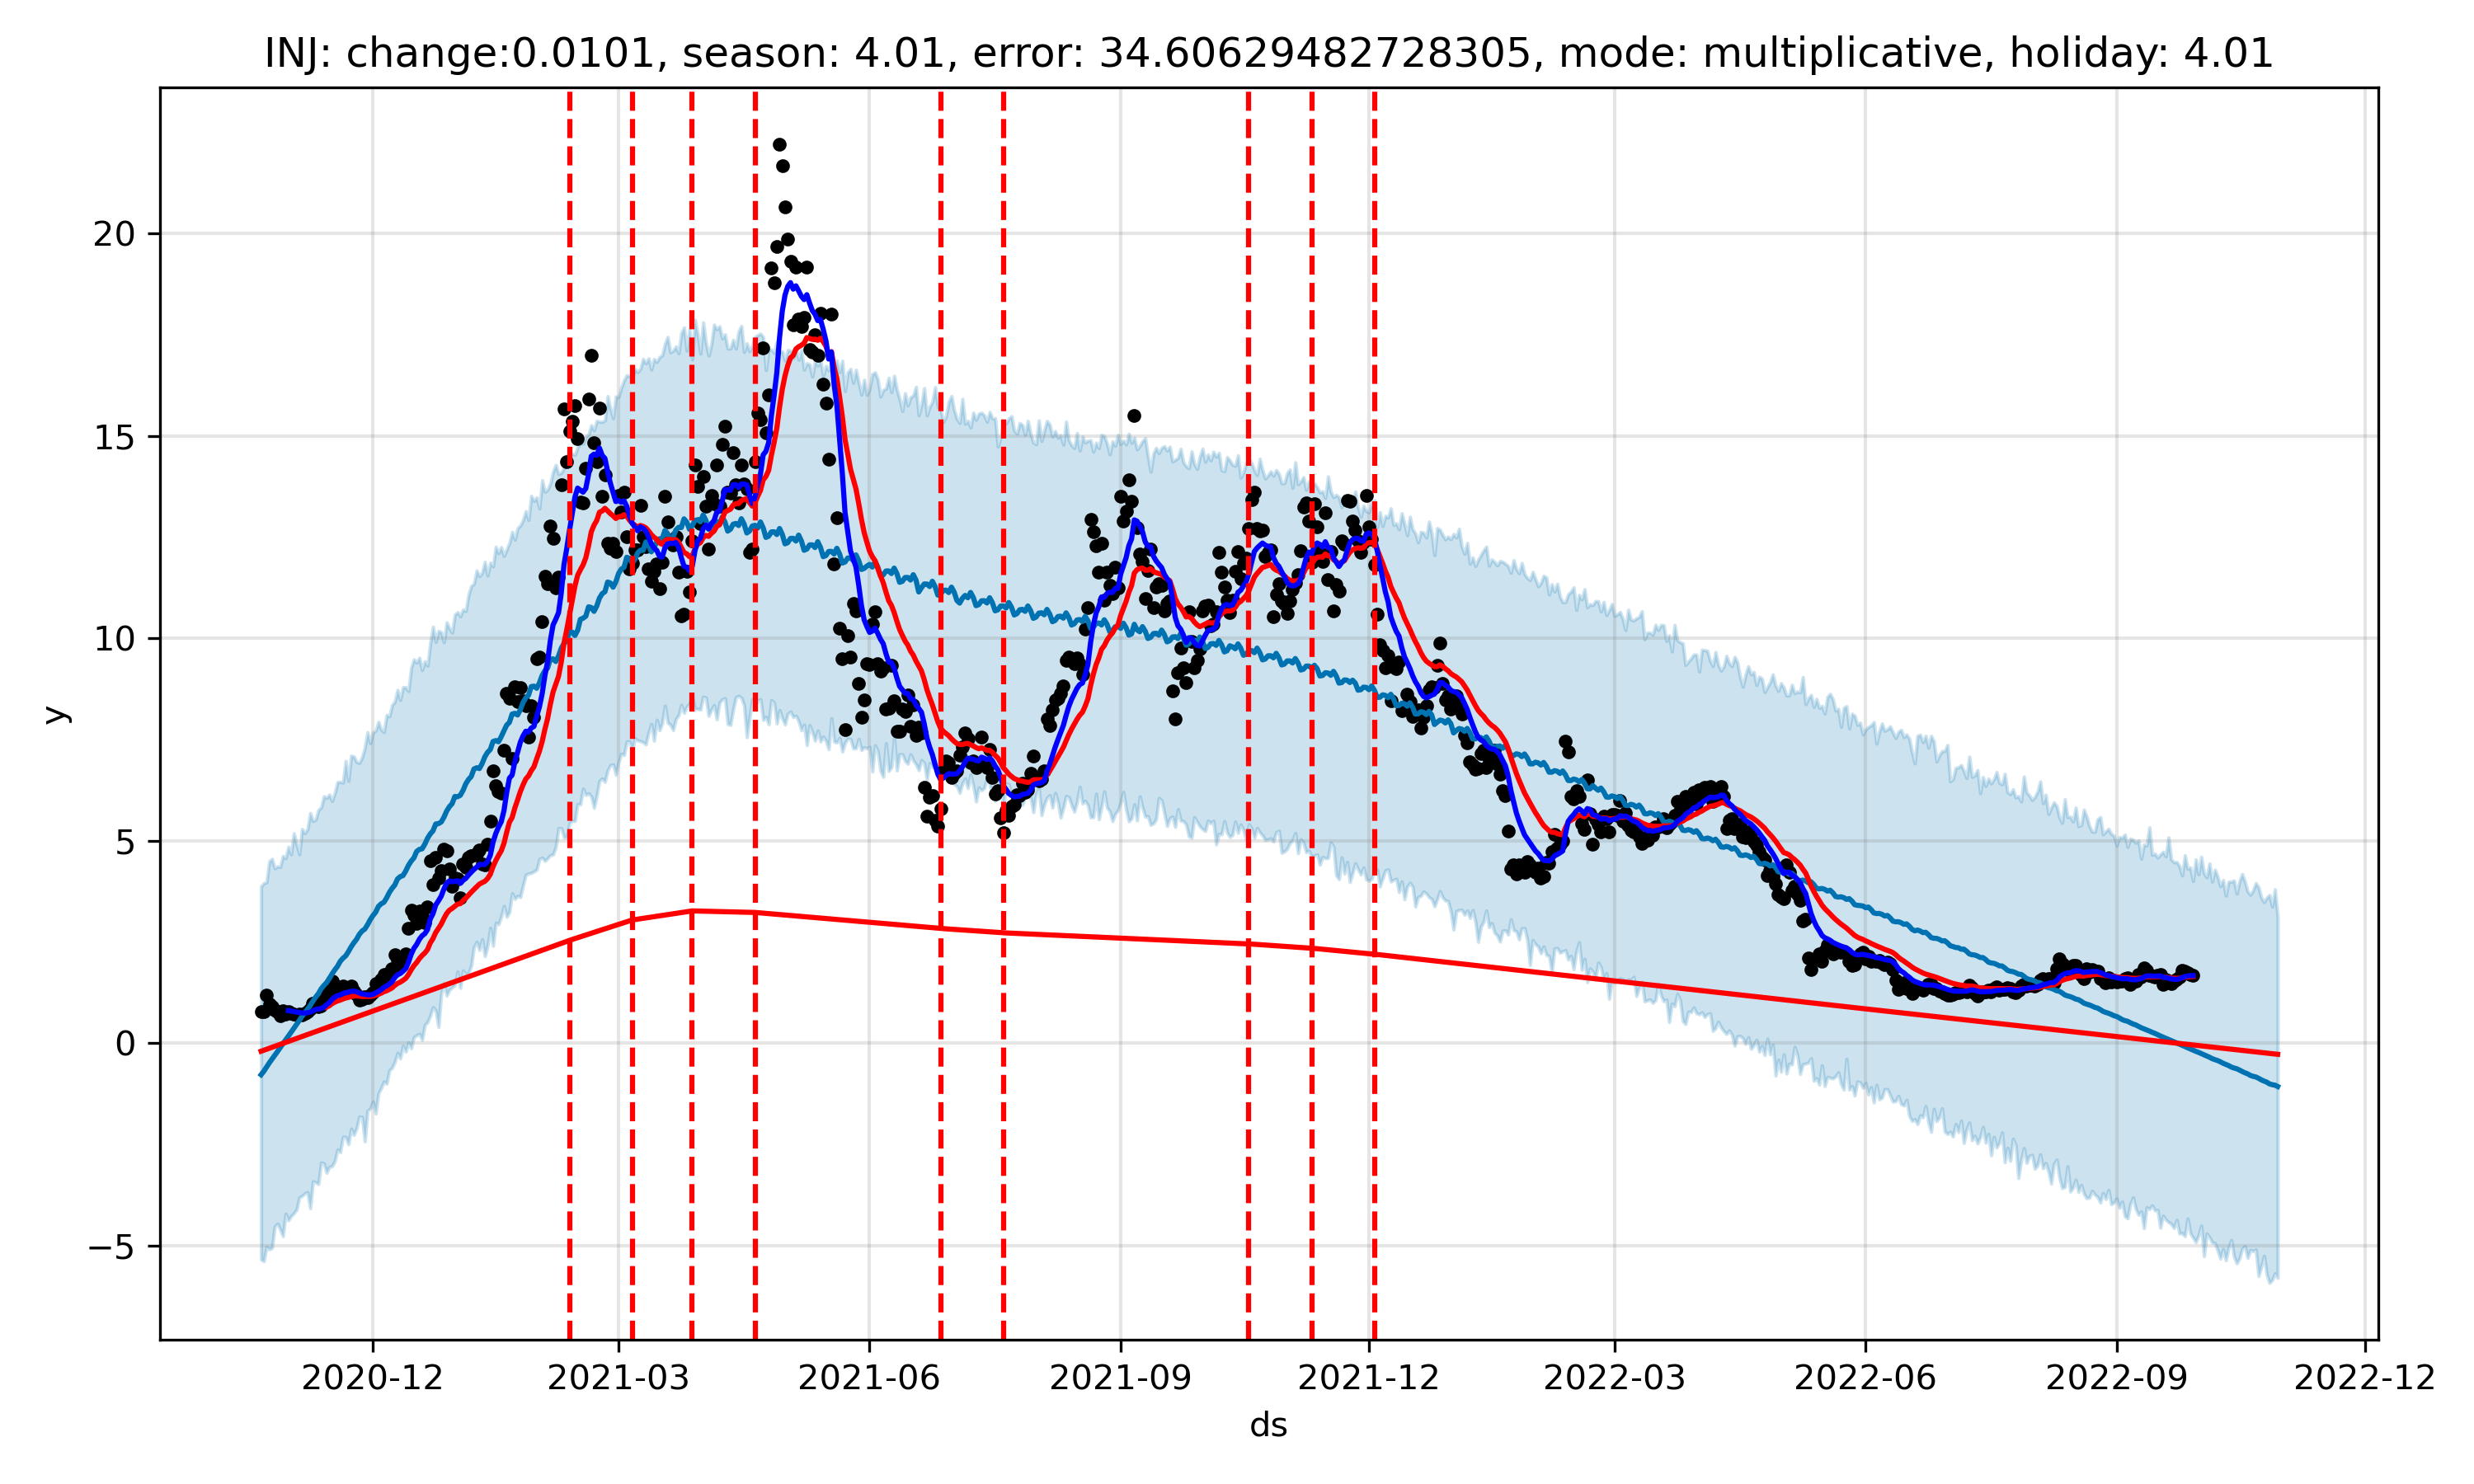 INJ: change:0.0101, season: 4.01, error: 34.60629482728305, mode: multiplicative, holiday: 4.01
y
20
15
10
5
0
−5
2020-12 2021-03 2021-06 2021-09 2021-12 2022-03 2022-06 2022-09 2022-12
ds